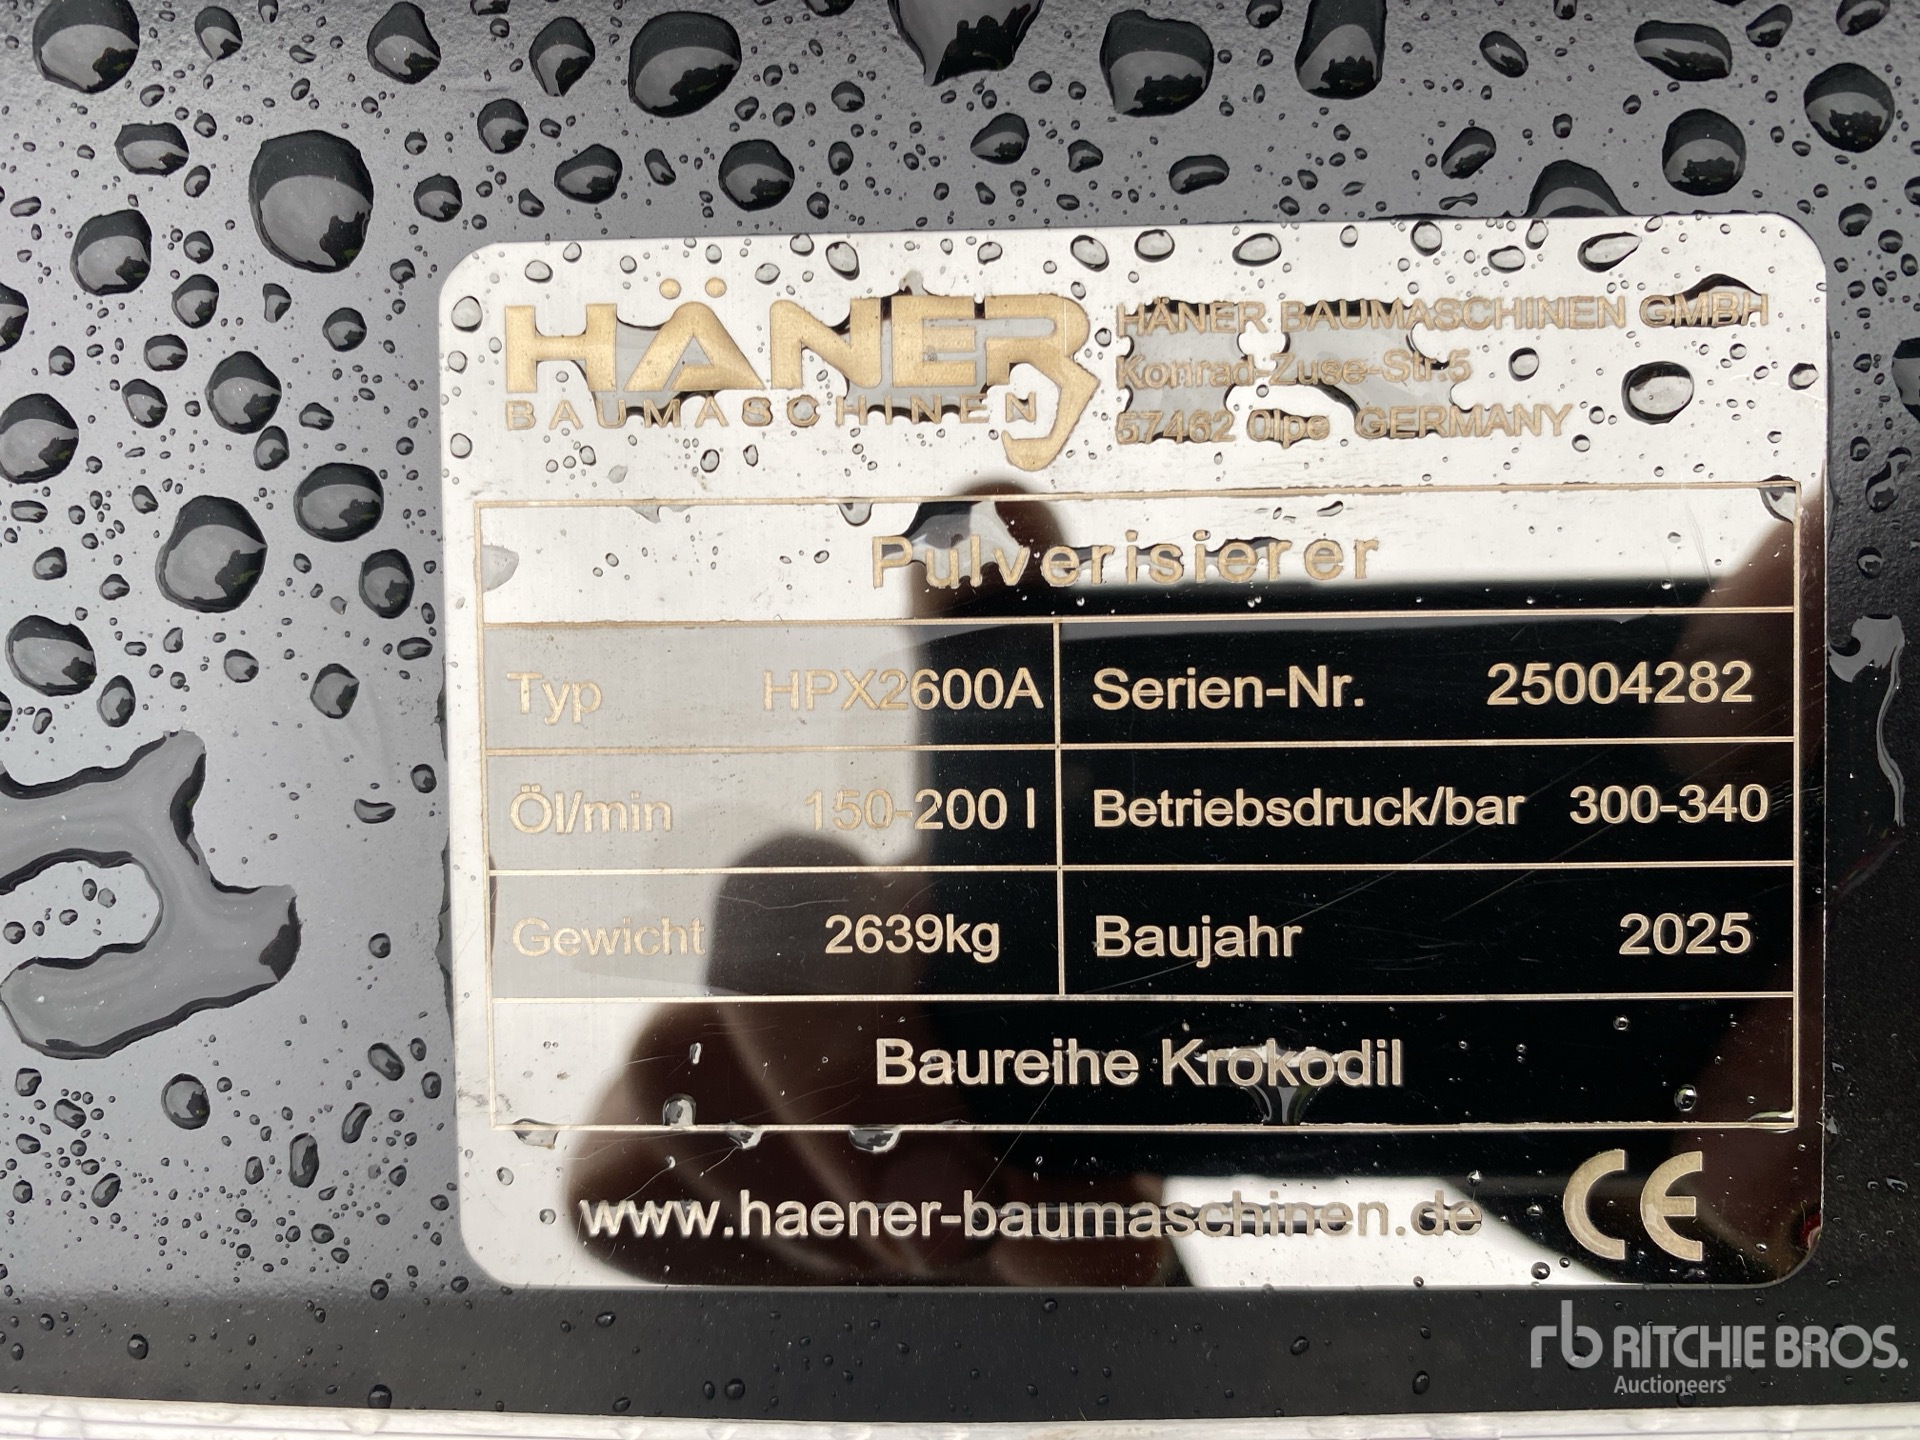 HÄNER
BAUMASCHINEN
HÄNER BAUMASCHINEN GMBH
Konrad-Zuse-Str.5
57462 Olpe GERMANY
Pulverisierer
Typ HPX2600A Serien-Nr. 25004282
Öl/min 150-200 l Betriebsdruck/bar 300-340
Gewicht 2639kg Baujahr 2025
Baureihe Krokodil
www.haener-baumaschinen.de CE
rb RITCHIE BROS.
Auctioneers